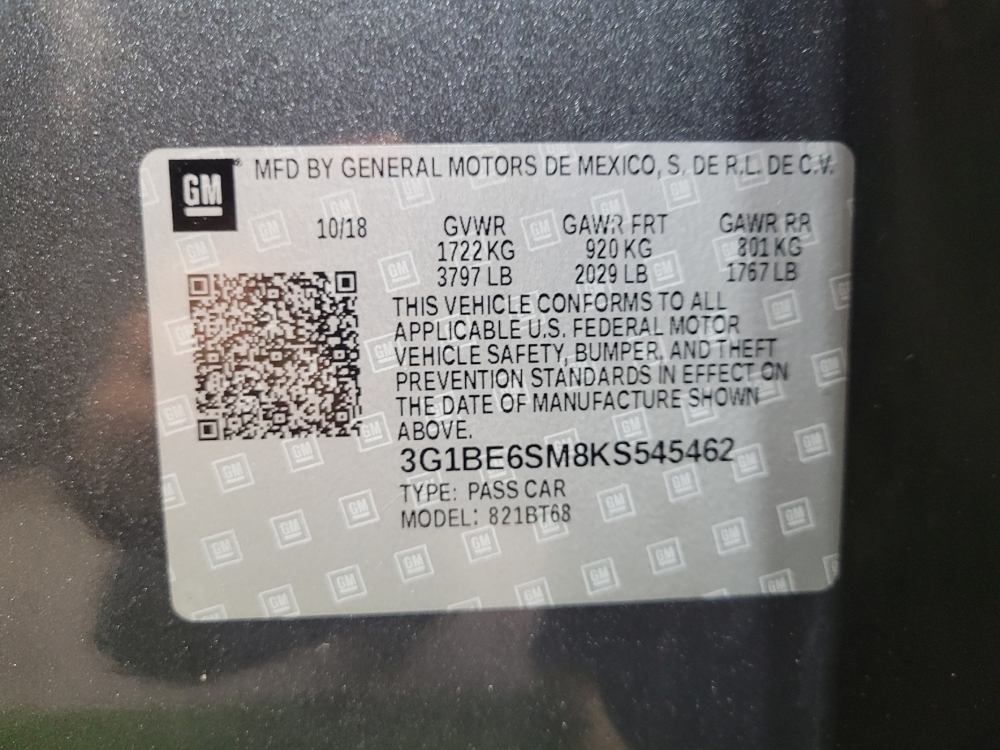 GM MFD BY GENERAL MOTORS DE MEXICO, S. DE R.L. DE C.V.
10/18 GVWR GAWR FRT GAWR RR
1722 KG 920 KG 801 KG
3797 LB 2029 LB 1767 LB
THIS VEHICLE CONFORMS TO ALL
APPLICABLE U.S. FEDERAL MOTOR
VEHICLE SAFETY, BUMPER, AND THEFT
PREVENTION STANDARDS IN EFFECT ON
THE DATE OF MANUFACTURE SHOWN
ABOVE.
3G1BE6SM8KS545462
TYPE: PASS CAR
MODEL: 821BT68